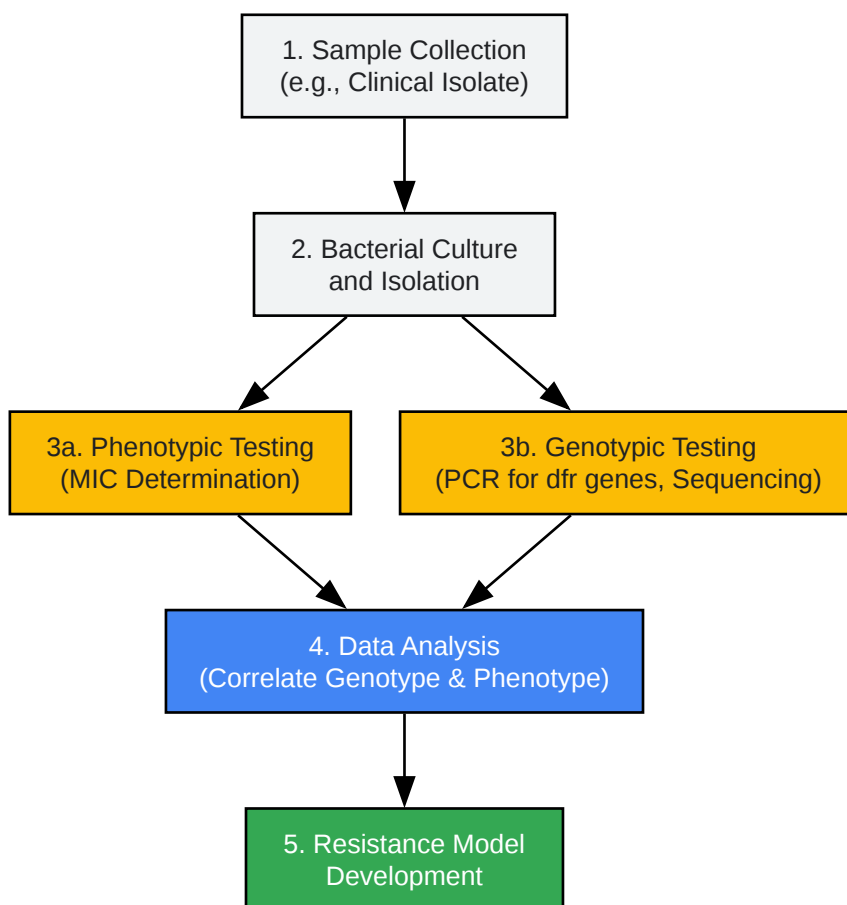 1. Sample Collection
(e.g., Clinical Isolate)
2. Bacterial Culture
and Isolation
3a. Phenotypic Testing
(MIC Determination)
3b. Genotypic Testing
(PCR for dfr genes, Sequencing)
4. Data Analysis
(Correlate Genotype & Phenotype)
5. Resistance Model
Development